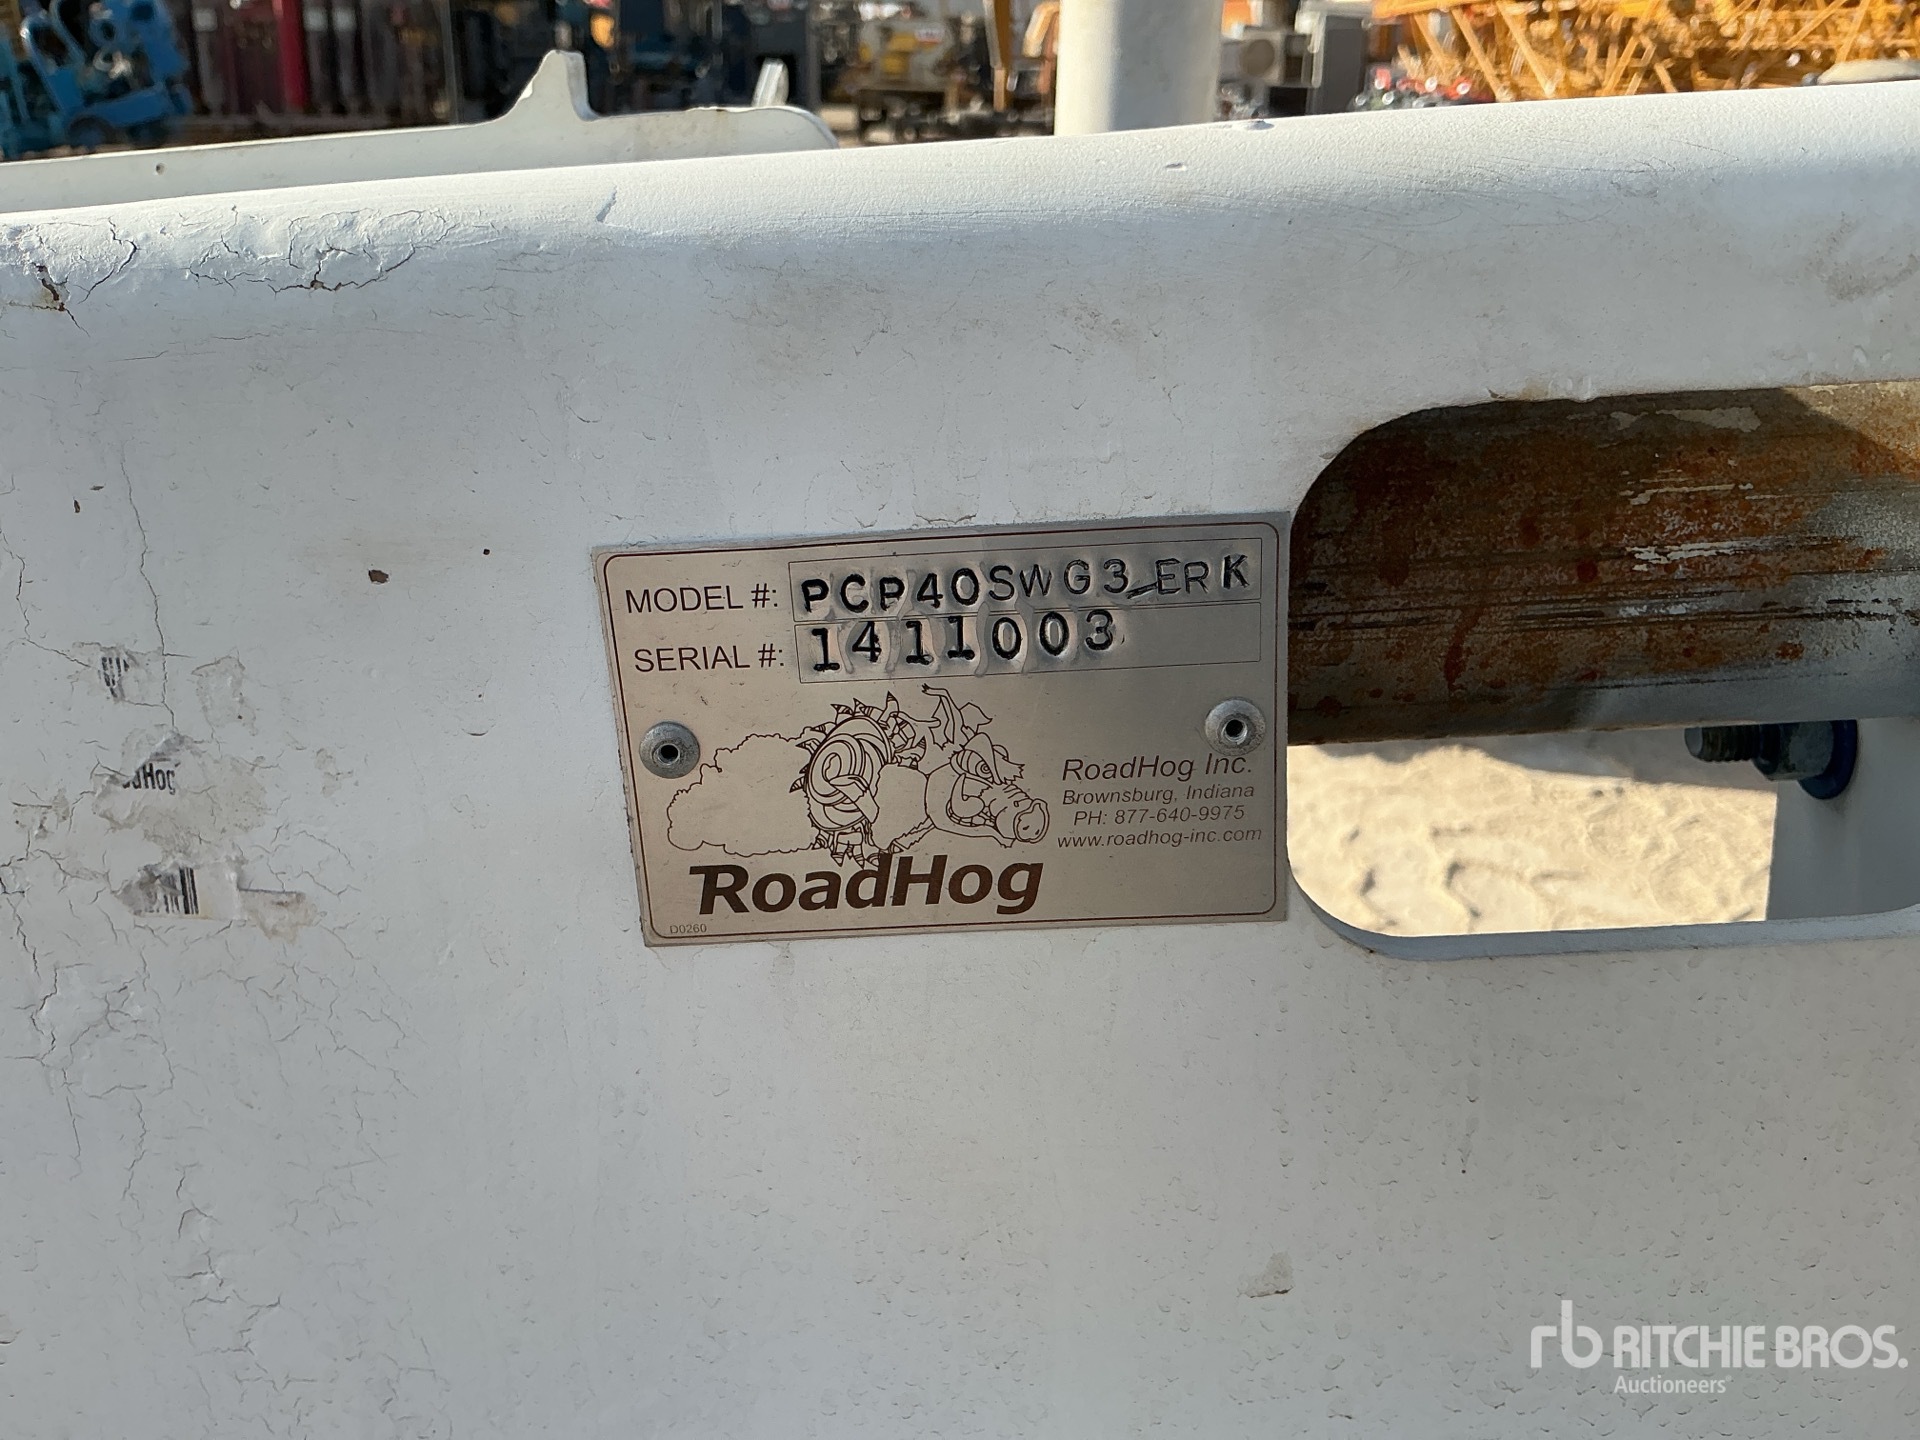 MODEL #: PCP40SWG3-ERK
SERIAL #: 1411003
RoadHog Inc.
Brownsburg, Indiana
PH: 877-640-9975
www.roadhog-inc.com
RoadHog
D0260
rb RITCHIE BROS.
Auctioneers